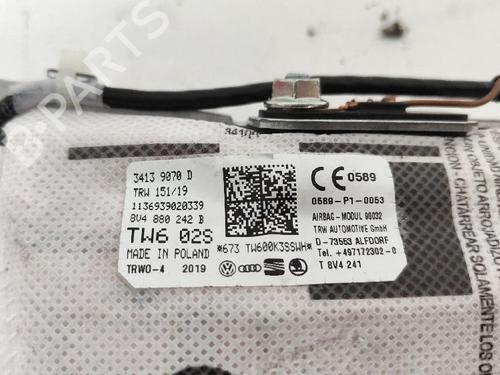 B-PARTS
3413 9070 D
TRW 151/19
1136939020339
8V4 880 242 B
TW6 02S
MADE IN POLAND
TRWO-4 2019
*673 TW600K3SSWH*
CE 0589
0589-P1-0053
AIRBAG-MODUL 90032
TRW AUTOMOTIVE GmbH
D-73553 ALFDORF
Tel. +497172302-0
T 8V4 241
CHATARREAR SOLAMENTE